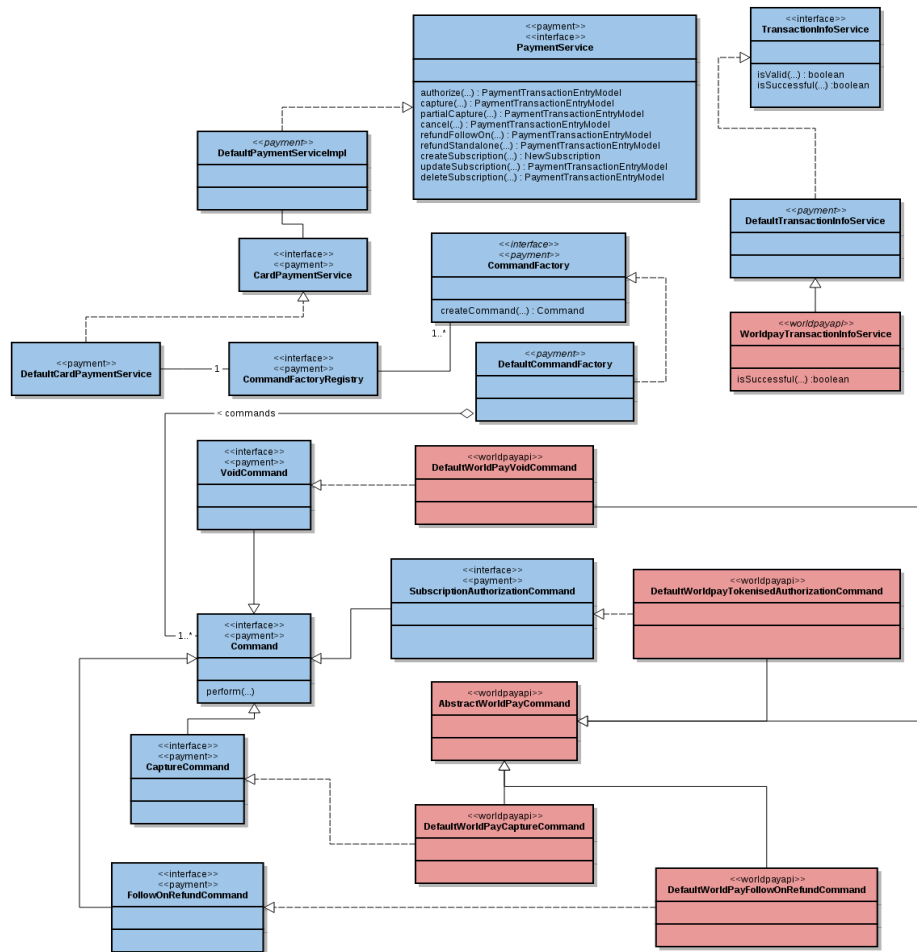 <<payment>>
<<interface>>
PaymentService
authorize(...) : PaymentTransactionEntryModel
capture(...) : PaymentTransactionEntryModel
partialCapture(...) : PaymentTransactionEntryModel
cancel(...) : PaymentTransactionEntryModel
refundFollowOn(...) : PaymentTransactionEntryModel
refundStandalone(...) : PaymentTransactionEntryModel
createSubscription(...) : NewSubscription
updateSubscription(...) : PaymentTransactionEntryModel
deleteSubscription(...) : PaymentTransactionEntryModel
<<interface>>
TransactionInfoService
isValid(...) : boolean
isSuccessful(...) :boolean
<<payment>>
DefaultPaymentServiceImpl
<<payment>>
DefaultTransactionInfoService
<<interface>>
<<payment>>
CardPaymentService
<<interface>>
<<payment>>
CommandFactory
createCommand(...) : Command
1..*
<<worldpayapi>>
WorldpayTransactionInfoService
isSuccessful(...) :boolean
<<payment>>
DefaultCardPaymentService
1
<<interface>>
<<payment>>
CommandFactoryRegistry
<<payment>>
DefaultCommandFactory
< commands
<<interface>>
<<payment>>
VoidCommand
<<worldpayapi>>
DefaultWorldPayVoidCommand
<<interface>>
<<payment>>
SubscriptionAuthorizationCommand
<<worldpayapi>>
DefaultWorldpayTokenisedAuthorizationCommand
1..*
<<interface>>
<<payment>>
Command
perform(...)
<<worldpayapi>>
AbstractWorldPayCommand
<<interface>>
<<payment>>
CaptureCommand
<<worldpayapi>>
DefaultWorldPayCaptureCommand
<<interface>>
<<payment>>
FollowOnRefundCommand
<<worldpayapi>>
DefaultWorldPayFollowOnRefundCommand